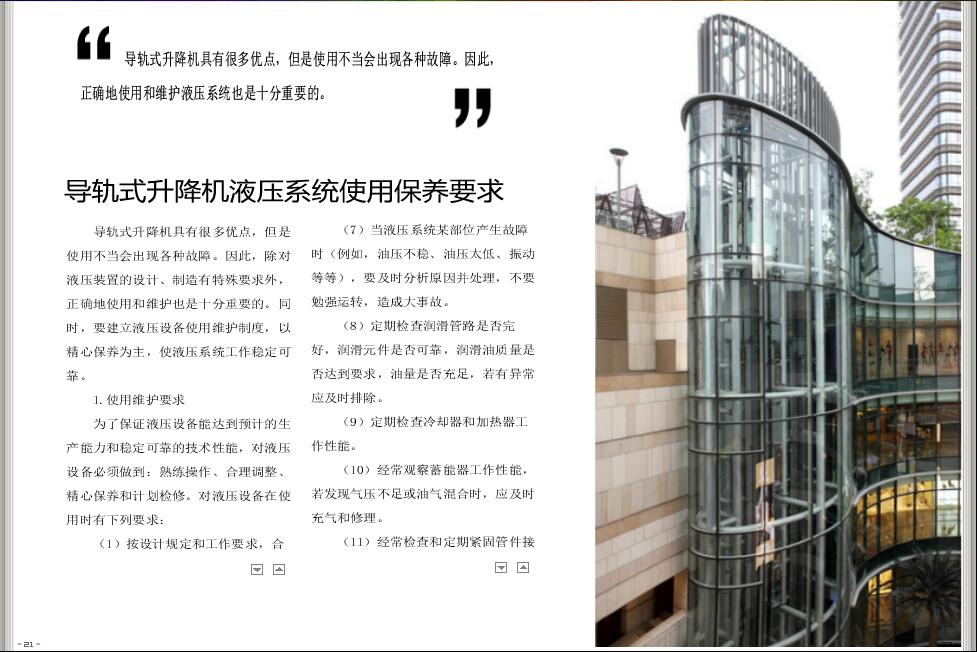 导轨式升降机具有很多优点，但是使用不当会出现各种故障。因此，
正确地使用和维护液压系统也是十分重要的。
导轨式升降机液压系统使用保养要求
导轨式升降机具有很多优点，但是
使用不当会出现各种故障。因此，除对
液压装置的设计、制造有特殊要求外，
正确地使用和维护也是十分重要的。同
时，要建立液压设备使用维护制度，以
精心保养为主，使液压系统工作稳定可
靠。
1.使用维护要求
为了保证液压设备能达到预计的生
产能力和稳定可靠的技术性能，对液压
设备必须做到：熟练操作、合理调整、
精心保养和计划检修。对液压设备在使
用时有下列要求：
（1）按设计规定和工作要求，合
（7）当液压系统某部位产生故障
时（例如，油压不稳、油压太低、振动
等等），要及时分析原因并处理，不要
勉强运转，造成大事故。
（8）定期检查润滑管路是否完
好，润滑元件是否可靠，润滑油质量是
否达到要求，油量是否充足，若有异常
应及时排除。
（9）定期检查冷却器和加热器工
作性能。
（10）经常观察蓄能器工作性能，
若发现气压不足或油气混合时，应及时
充气和修理。
（11）经常检查和定期紧固管件接
- 21 -